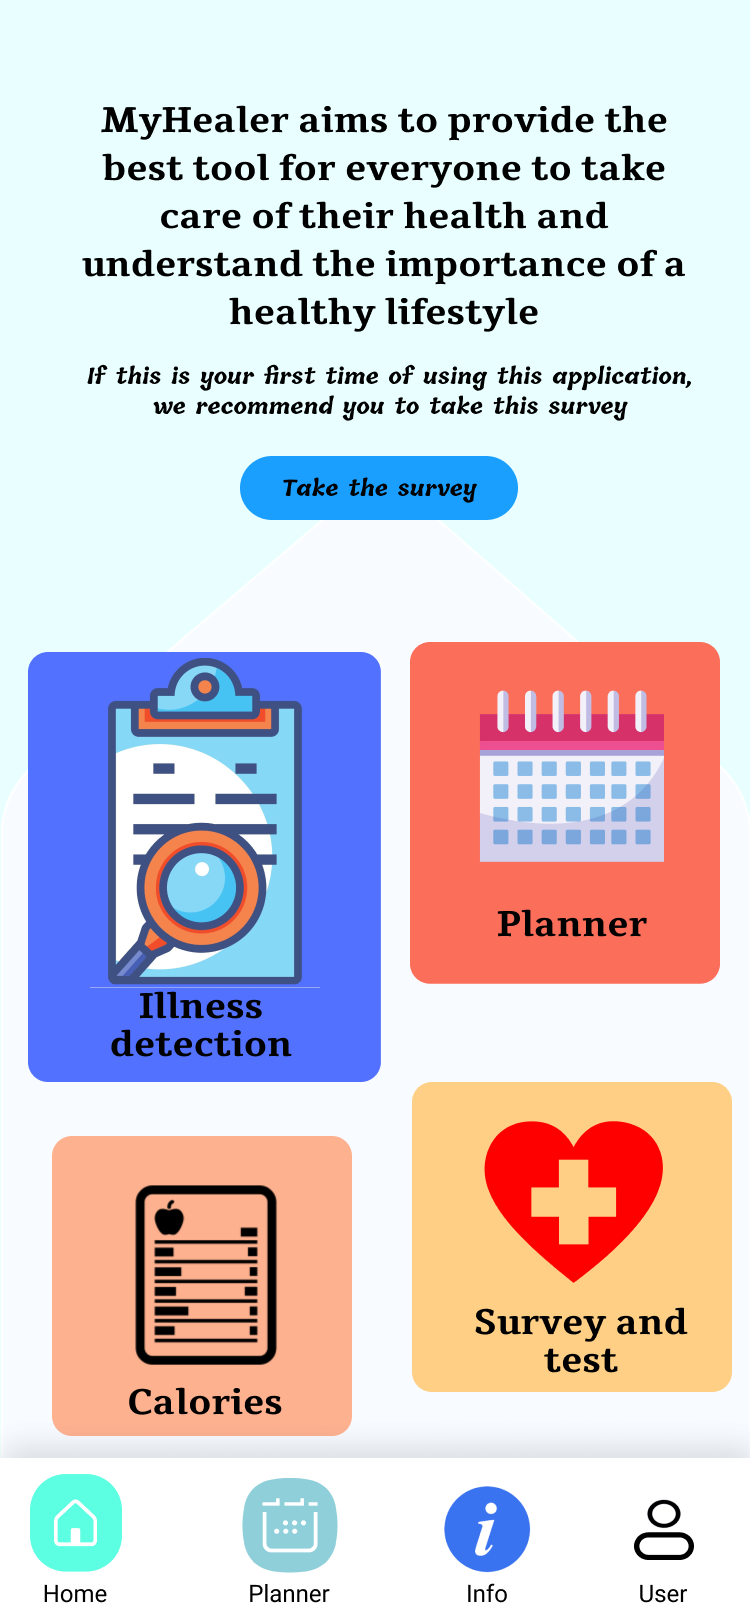 MyHealer aims to provide the
best tool for everyone to take
care of their health and
understand the importance of a
healthy lifestyle
If this is your first time of using this application,
we recommend you to take this survey
Take the survey
Illness
detection
Planner
Calories
Survey and
test
Home
Planner
Info
User